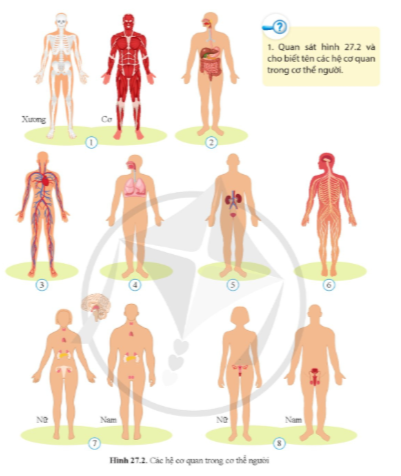 1. Quan sát hình 27.2 và
cho biết tên các hệ cơ quan
trong cơ thể người.
Xương
Cơ
1
2
3
4
5
6
Nữ
Nam
Nữ
Nam
7
8
Hình 27.2. Các hệ cơ quan trong cơ thể người